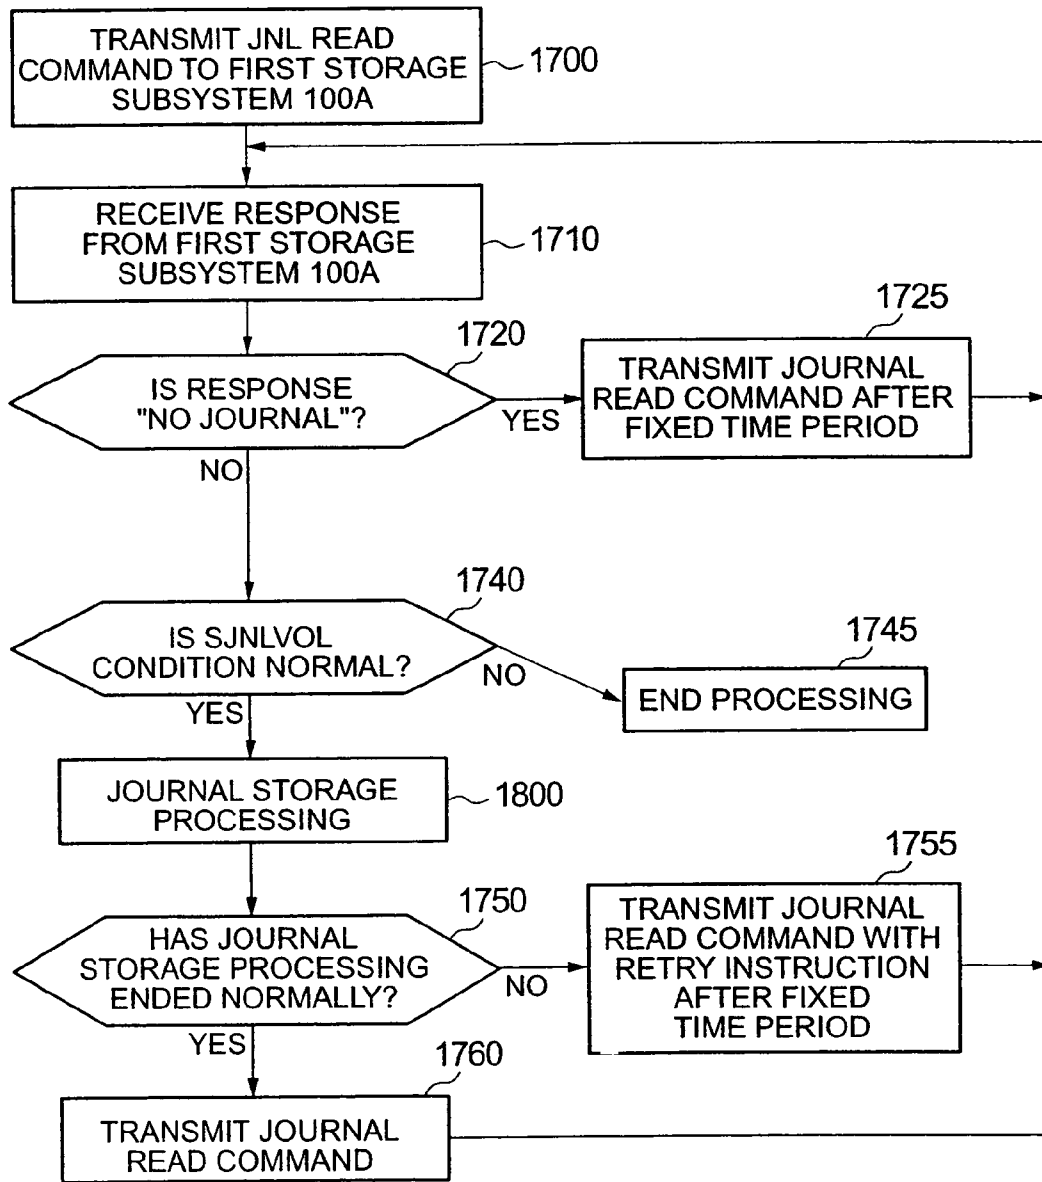 TRANSMIT JNL READ
COMMAND TO FIRST STORAGE
SUBSYSTEM 100A
1700
RECEIVE RESPONSE
FROM FIRST STORAGE
SUBSYSTEM 100A
1710
1720
IS RESPONSE
"NO JOURNAL"?
YES
NO
1725
TRANSMIT JOURNAL
READ COMMAND AFTER
FIXED TIME PERIOD
1740
IS SJNLVOL
CONDITION NORMAL?
NO
YES
1745
END PROCESSING
JOURNAL STORAGE
PROCESSING
1800
1750
HAS JOURNAL
STORAGE PROCESSING
ENDED NORMALLY?
NO
YES
1755
TRANSMIT JOURNAL
READ COMMAND WITH
RETRY INSTRUCTION
AFTER FIXED
TIME PERIOD
1760
TRANSMIT JOURNAL
READ COMMAND